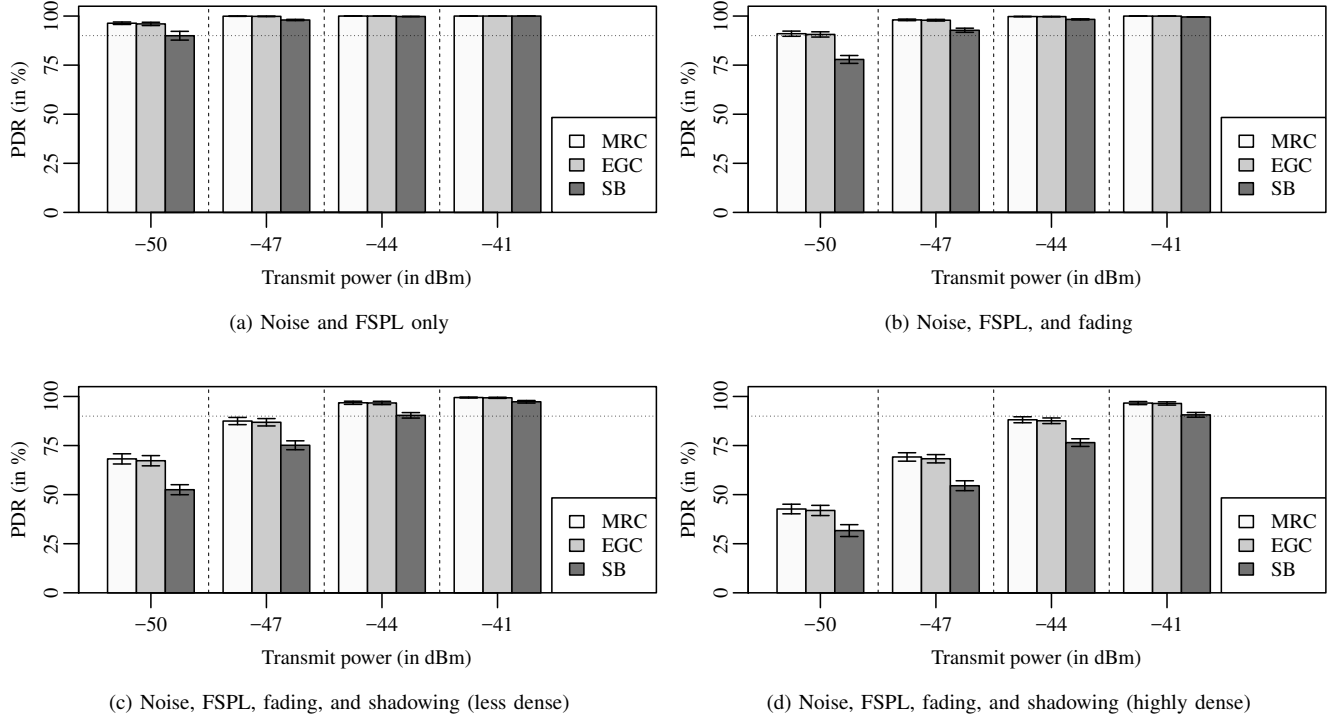 PDR (in %)
0 25 50 75 100
MRC
EGC
SB
−50 −47 −44 −41
Transmit power (in dBm)
(a) Noise and FSPL only
PDR (in %)
0 25 50 75 100
MRC
EGC
SB
−50 −47 −44 −41
Transmit power (in dBm)
(b) Noise, FSPL, and fading
PDR (in %)
0 25 50 75 100
MRC
EGC
SB
−50 −47 −44 −41
Transmit power (in dBm)
(c) Noise, FSPL, fading, and shadowing (less dense)
PDR (in %)
0 25 50 75 100
MRC
EGC
SB
−50 −47 −44 −41
Transmit power (in dBm)
(d) Noise, FSPL, fading, and shadowing (highly dense)